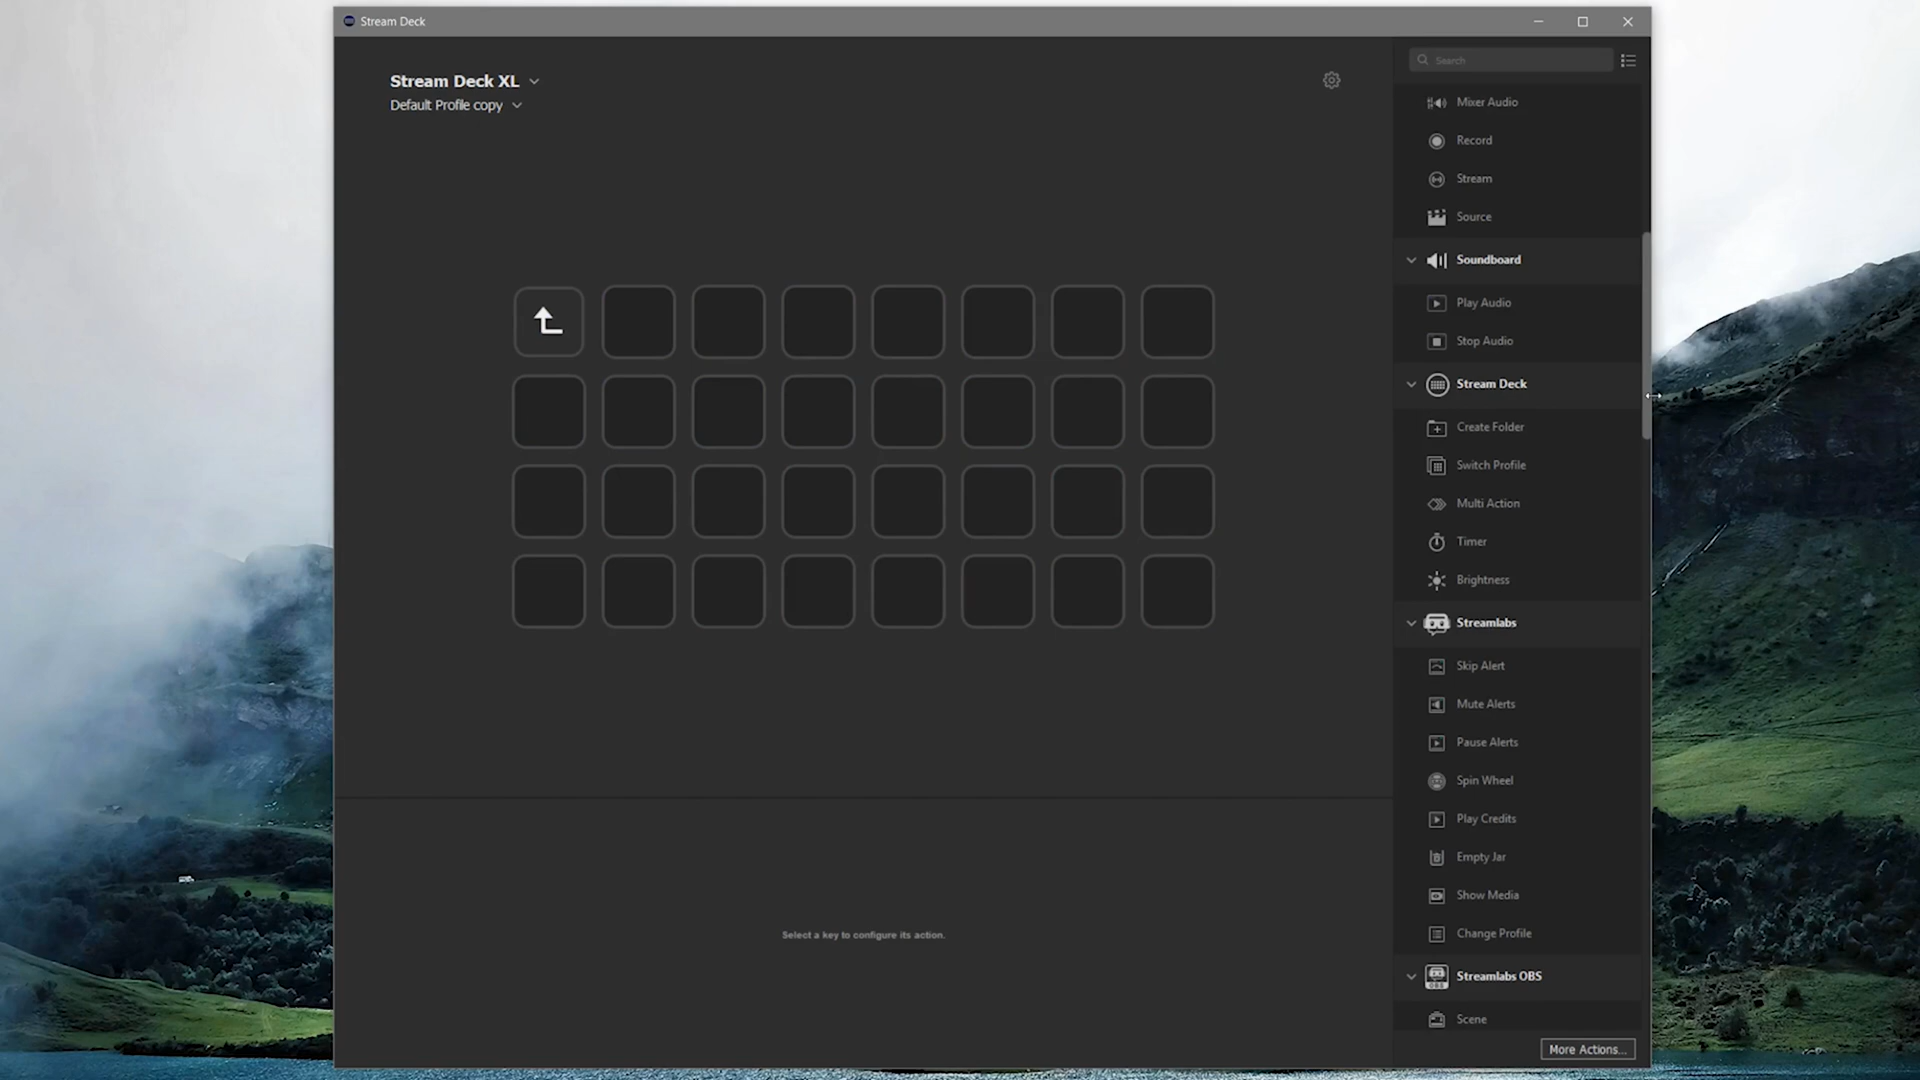 Stream Deck
Stream Deck XL
Default Profile copy
Search
Mixer Audio
Record
Stream
Source
Soundboard
Play Audio
Stop Audio
Stream Deck
Create Folder
Switch Profile
Multi Action
Timer
Brightness
Streamlabs
Skip Alert
Mute Alerts
Pause Alerts
Spin Wheel
Play Credits
Empty Jar
Show Media
Change Profile
OBS
Streamlabs OBS
Scene
Select a key to configure its action.
More Actions...